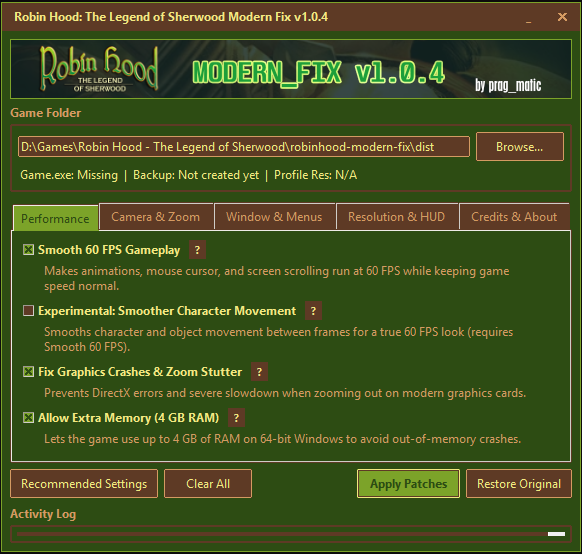 Robin Hood: The Legend of Sherwood Modern Fix v1.0.4
Robin Hood
THE LEGEND
OF SHERWOOD
MODERN_FIX v1.0.4
by prag_matic
Game Folder
D:\Games\Robin Hood - The Legend of Sherwood\robinhood-modern-fix\dist
Browse...
Game.exe: Missing | Backup: Not created yet | Profile Res: N/A
Performance
Camera & Zoom
Window & Menus
Resolution & HUD
Credits & About
Smooth 60 FPS Gameplay ?
Makes animations, mouse cursor, and screen scrolling run at 60 FPS while keeping game
speed normal.
Experimental: Smoother Character Movement ?
Smooths character and object movement between frames for a true 60 FPS look (requires
Smooth 60 FPS).
Fix Graphics Crashes & Zoom Stutter ?
Prevents DirectX errors and severe slowdown when zooming out on modern graphics cards.
Allow Extra Memory (4 GB RAM) ?
Lets the game use up to 4 GB of RAM on 64-bit Windows to avoid out-of-memory crashes.
Recommended Settings
Clear All
Apply Patches
Restore Original
Activity Log